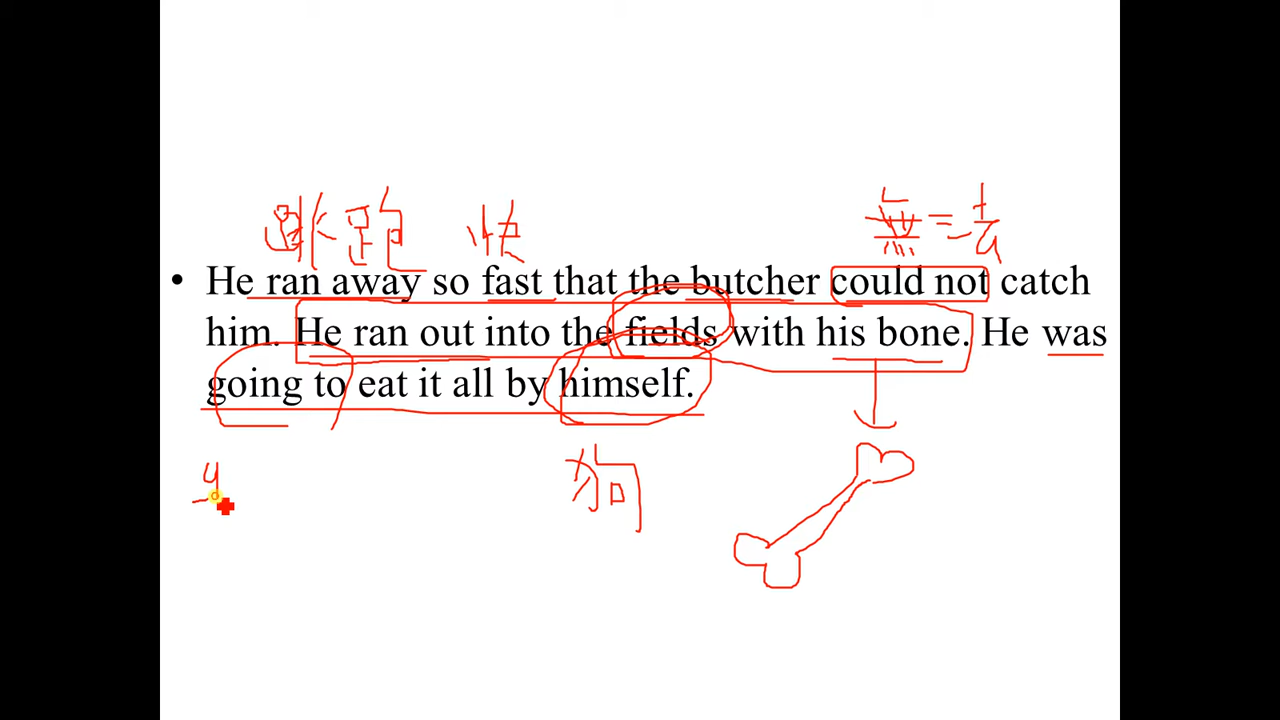 跳跑 快 無法
• He ran away so fast that the butcher could not catch
him. He ran out into the fields with his bone. He was
going to eat it all by himself.
狗